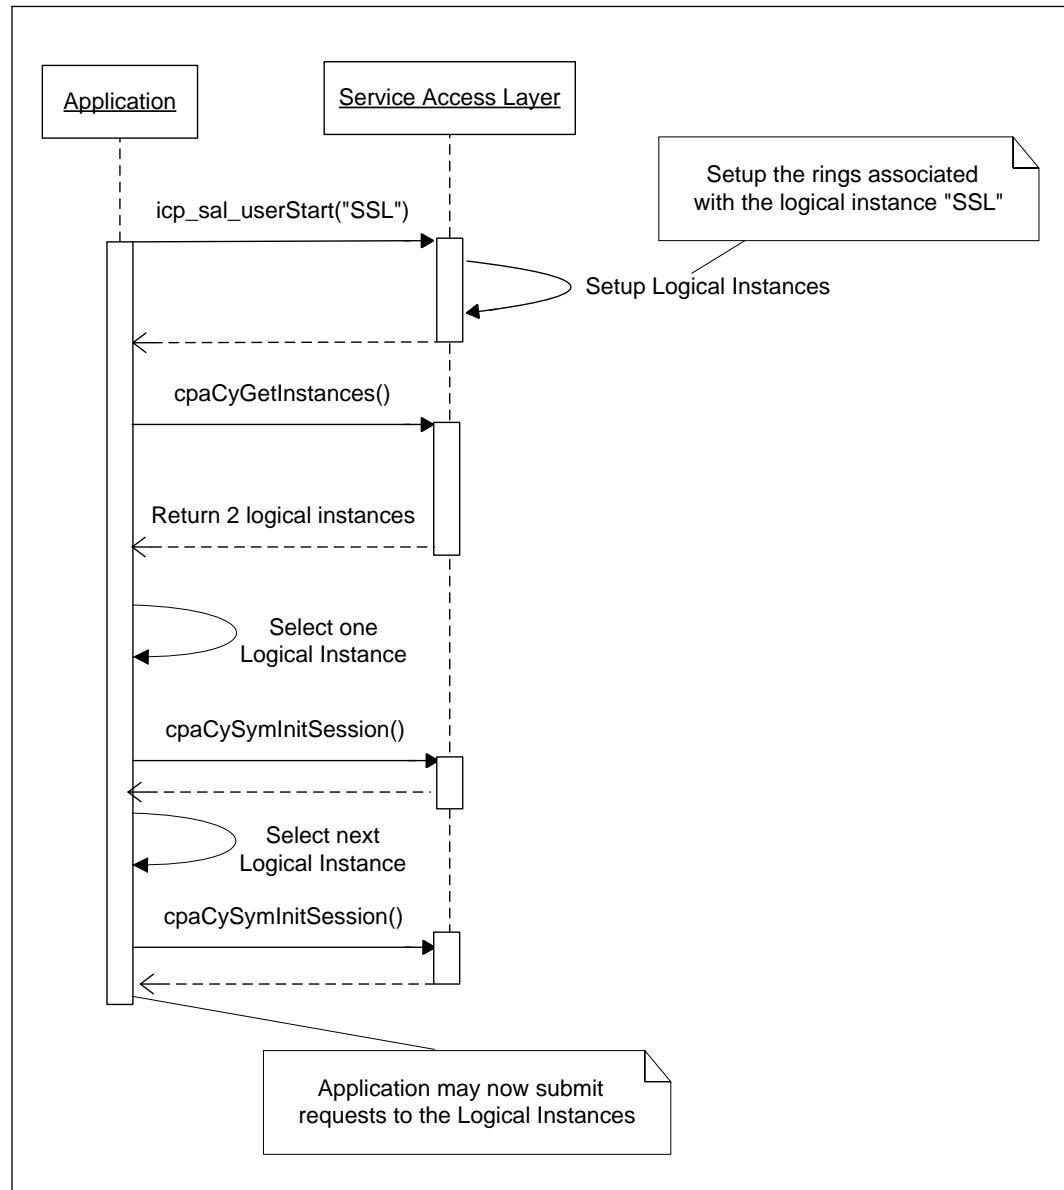 Application
Service Access Layer
Setup the rings associated
with the logical instance "SSL"
icp_sal_userStart("SSL")
Setup Logical Instances
cpaCyGetInstances()
Return 2 logical instances
Select one
Logical Instance
cpaCySymInitSession()
Select next
Logical Instance
cpaCySymInitSession()
Application may now submit
requests to the Logical Instances